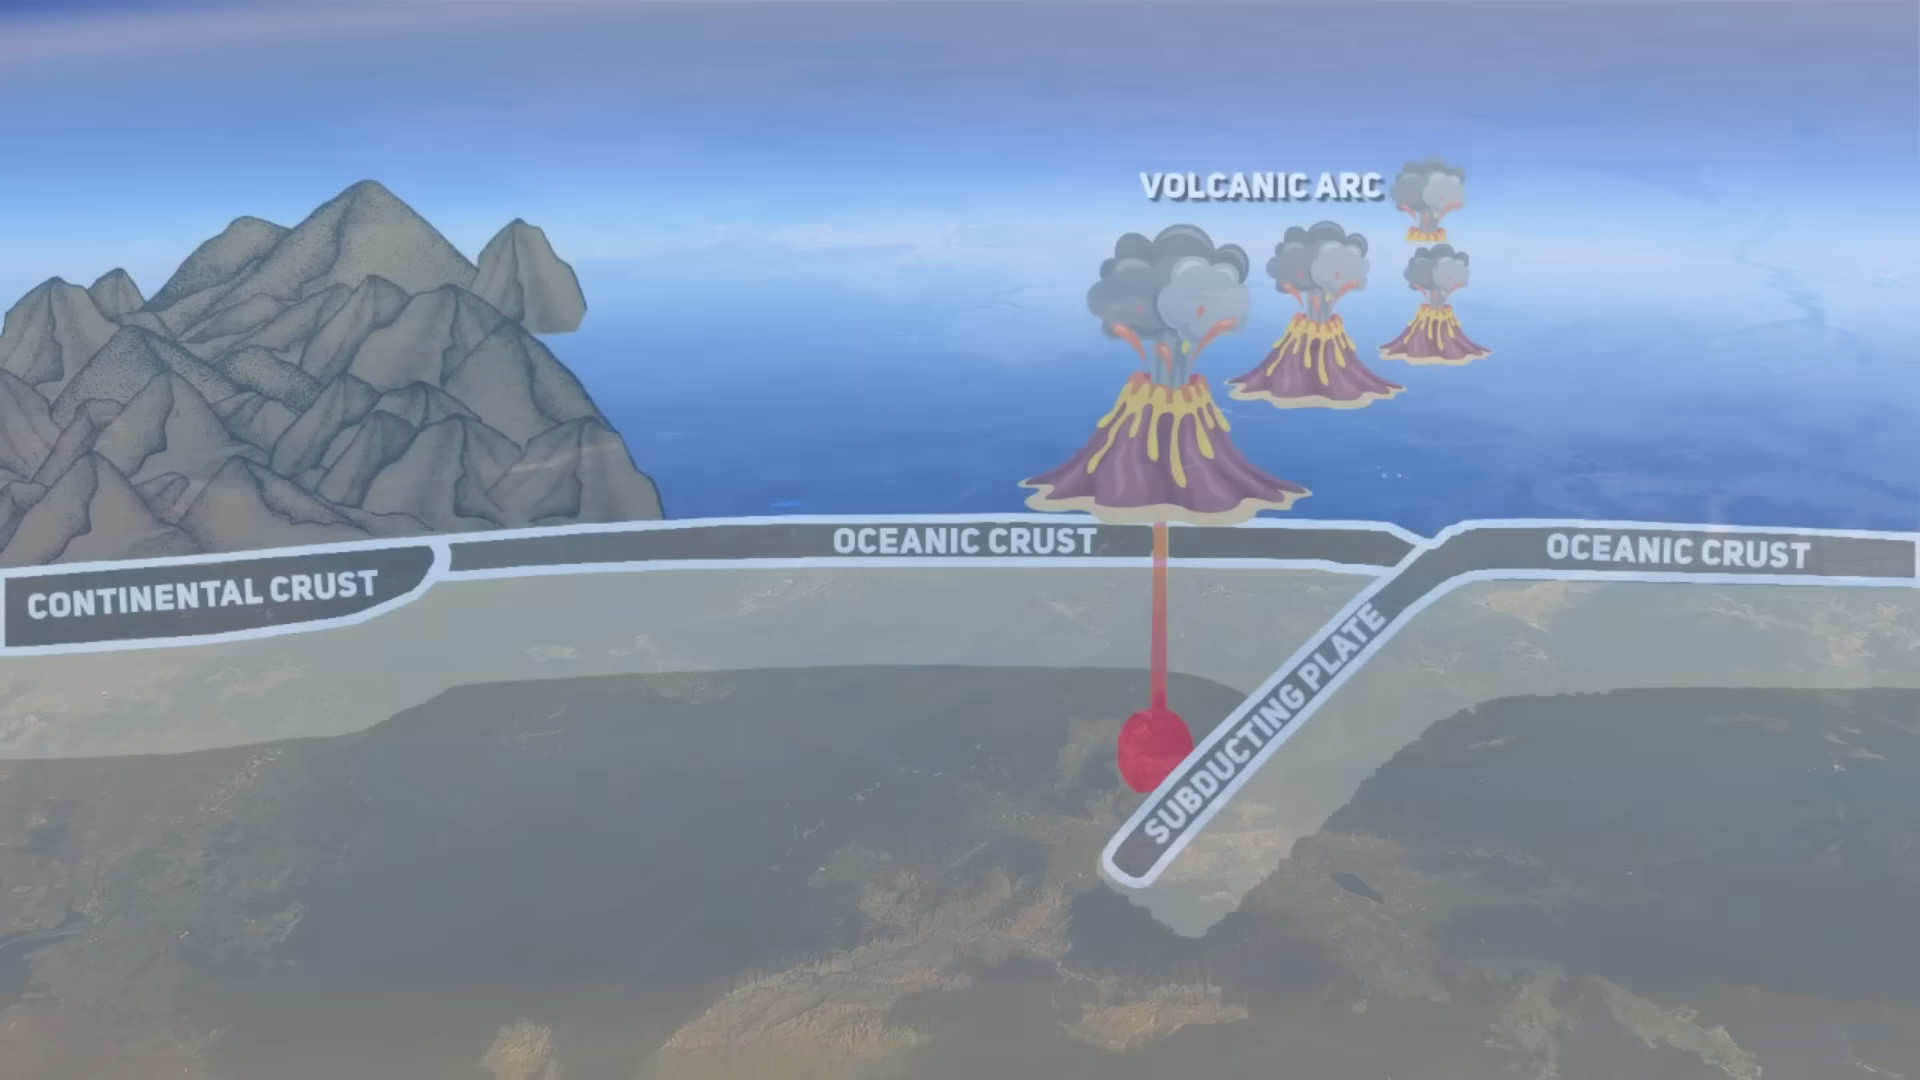 VOLCANIC ARC
OCEANIC CRUST
OCEANIC CRUST
CONTINENTAL CRUST
SUBDUCTING PLATE